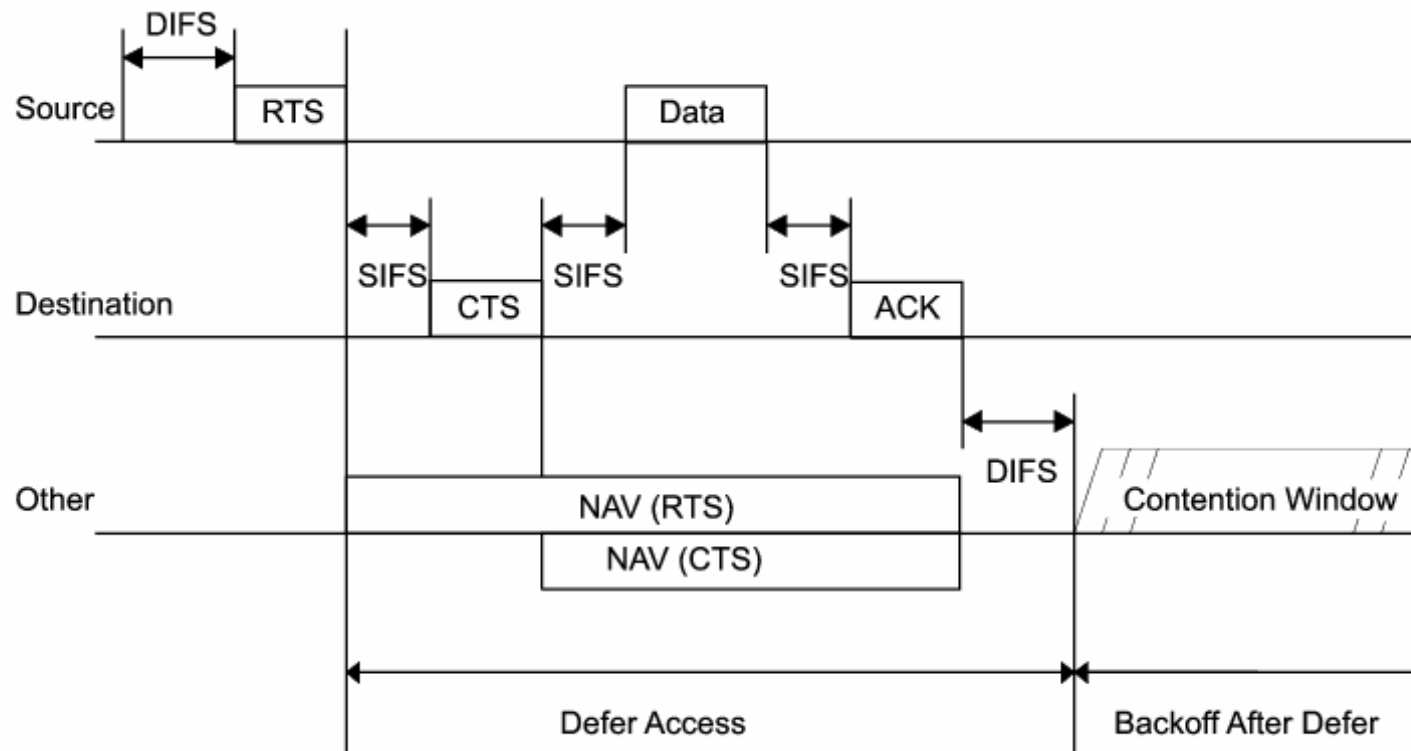 DIFS
Source
RTS
Data
SIFS
SIFS
SIFS
Destination
CTS
ACK
DIFS
Other
NAV (RTS)
Contention Window
NAV (CTS)
Defer Access
Backoff After Defer